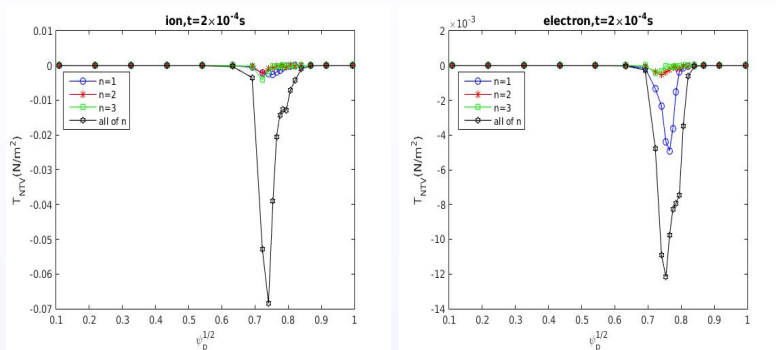 ion,t=2×10⁻⁴s
0.01
0
-0.01
-0.02
-0.03
-0.04
-0.05
-0.06
-0.07
T_NTV(N/m²)
n=1
n=2
n=3
all of n
0.1 0.2 0.3 0.4 0.5 0.6 0.7 0.8 0.9 1
ψ_p^1/2
electron,t=2×10⁻⁴s
×10⁻³
2
0
-2
-4
-6
-8
-10
-12
-14
T_NTV(N/m²)
n=1
n=2
n=3
all of n
0.1 0.2 0.3 0.4 0.5 0.6 0.7 0.8 0.9 1
ψ_p^1/2